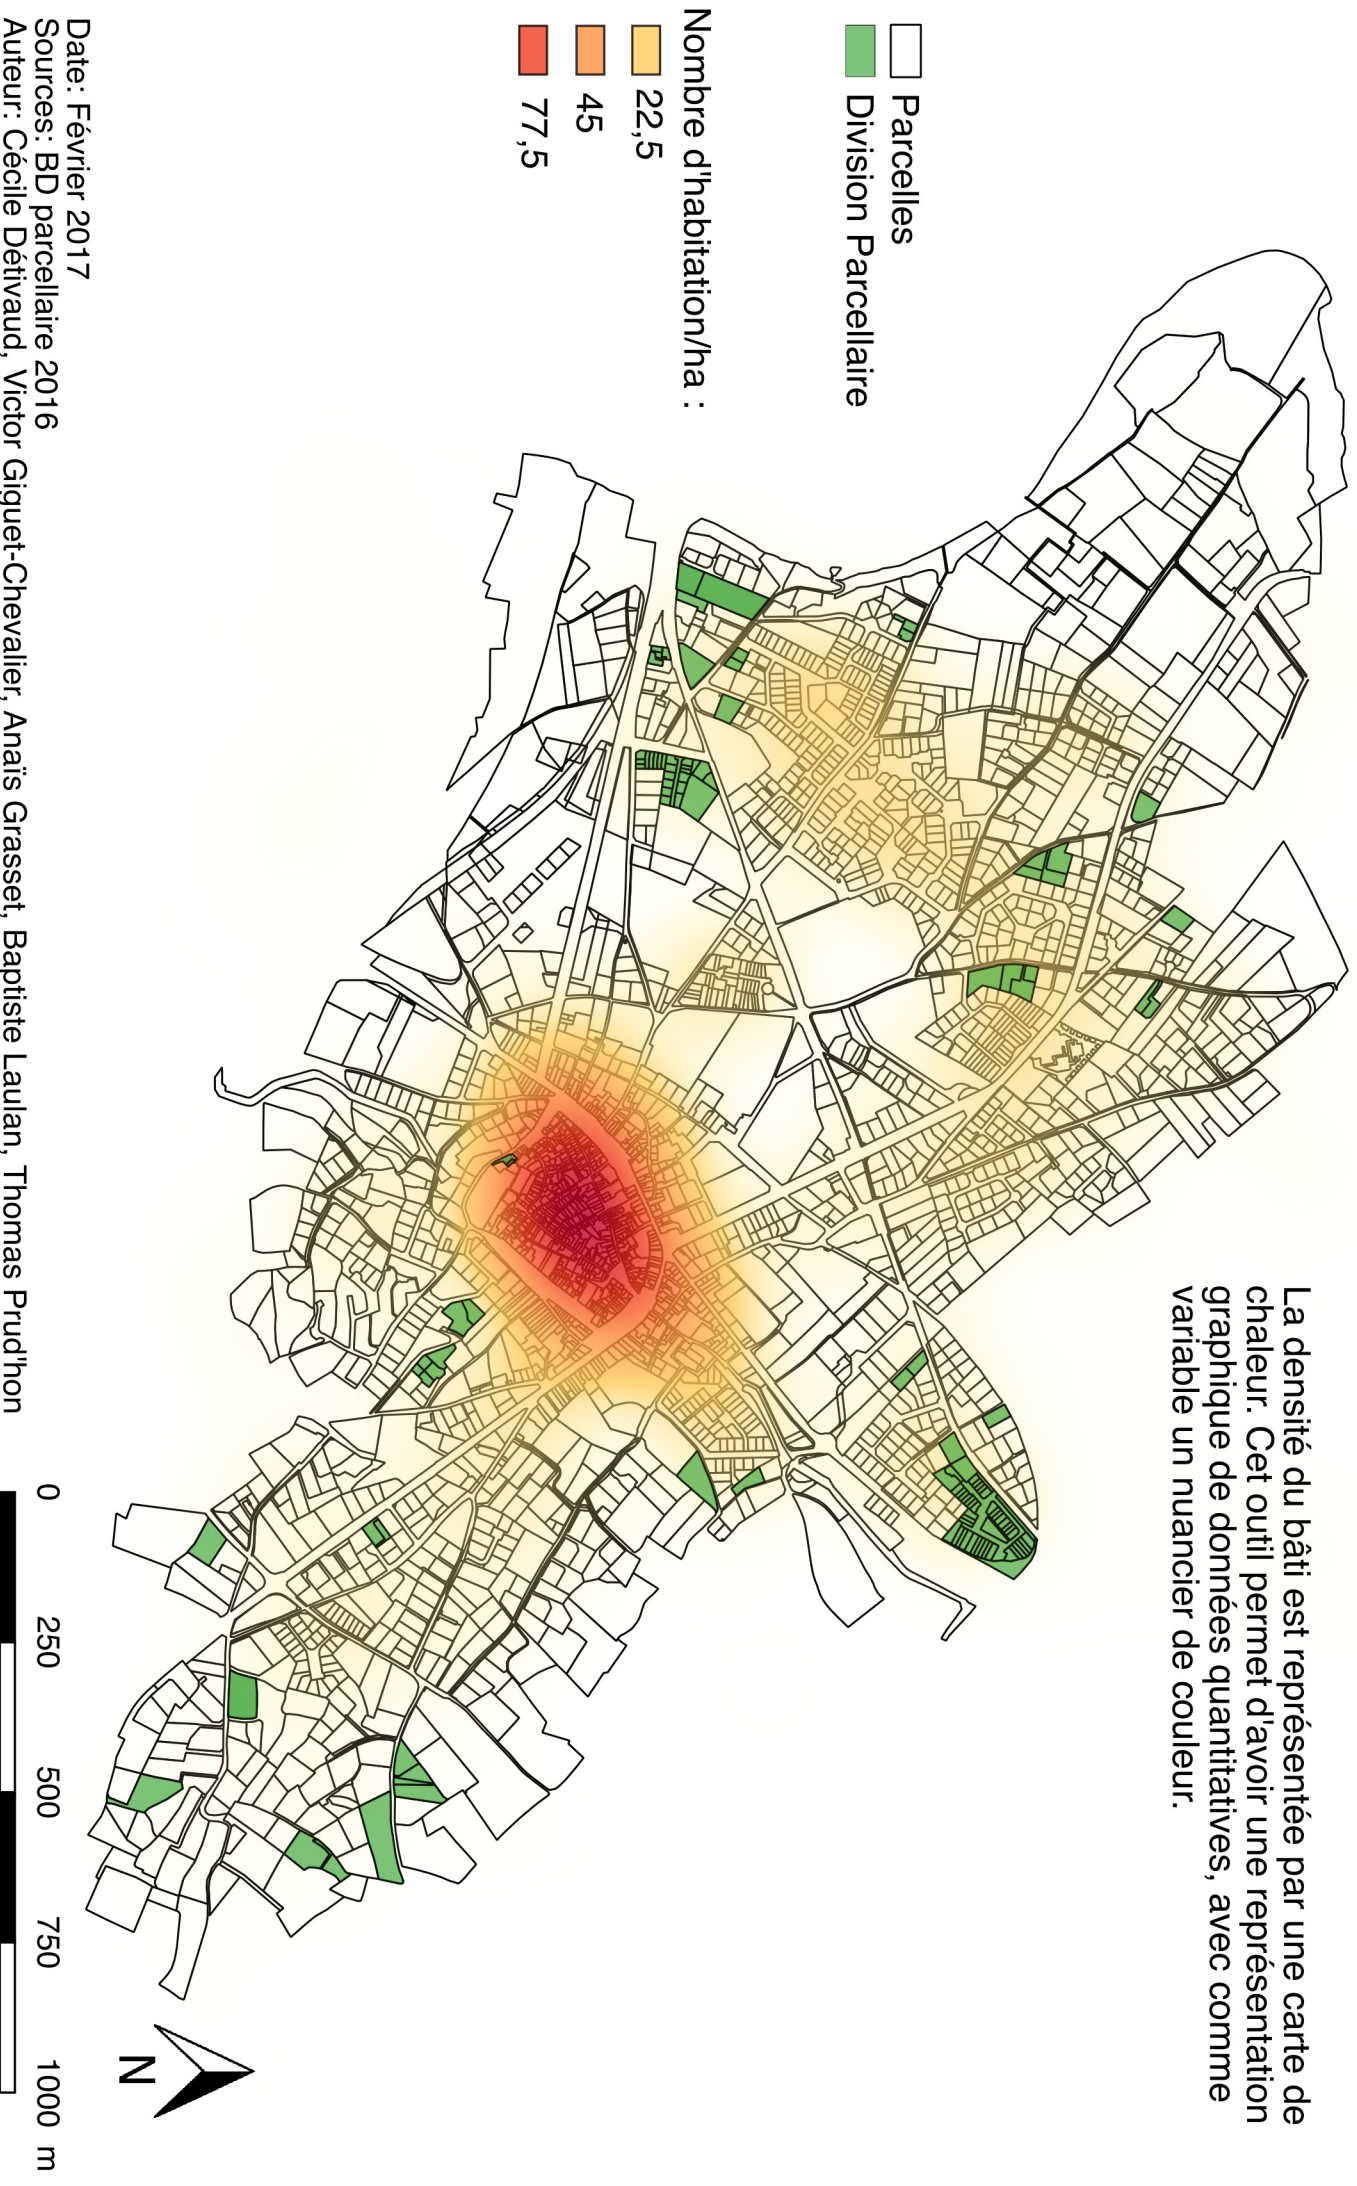 La densité du bâti est représentée par une carte de
chaleur. Cet outil permet d'avoir une représentation
graphique de données quantitatives, avec comme
variable un nuancier de couleur.
Parcelles
Division Parcellaire
Nombre d'habitation/ha :
22,5
45
77,5
Date: Février 2017
Sources: BD parcellaire 2016
Auteur: Cécile Détivaud, Victor Giguet-Chevalier, Anaïs Grasset, Baptiste Laulan, Thomas Prud'hon
0 250 500 750 1000 m
N